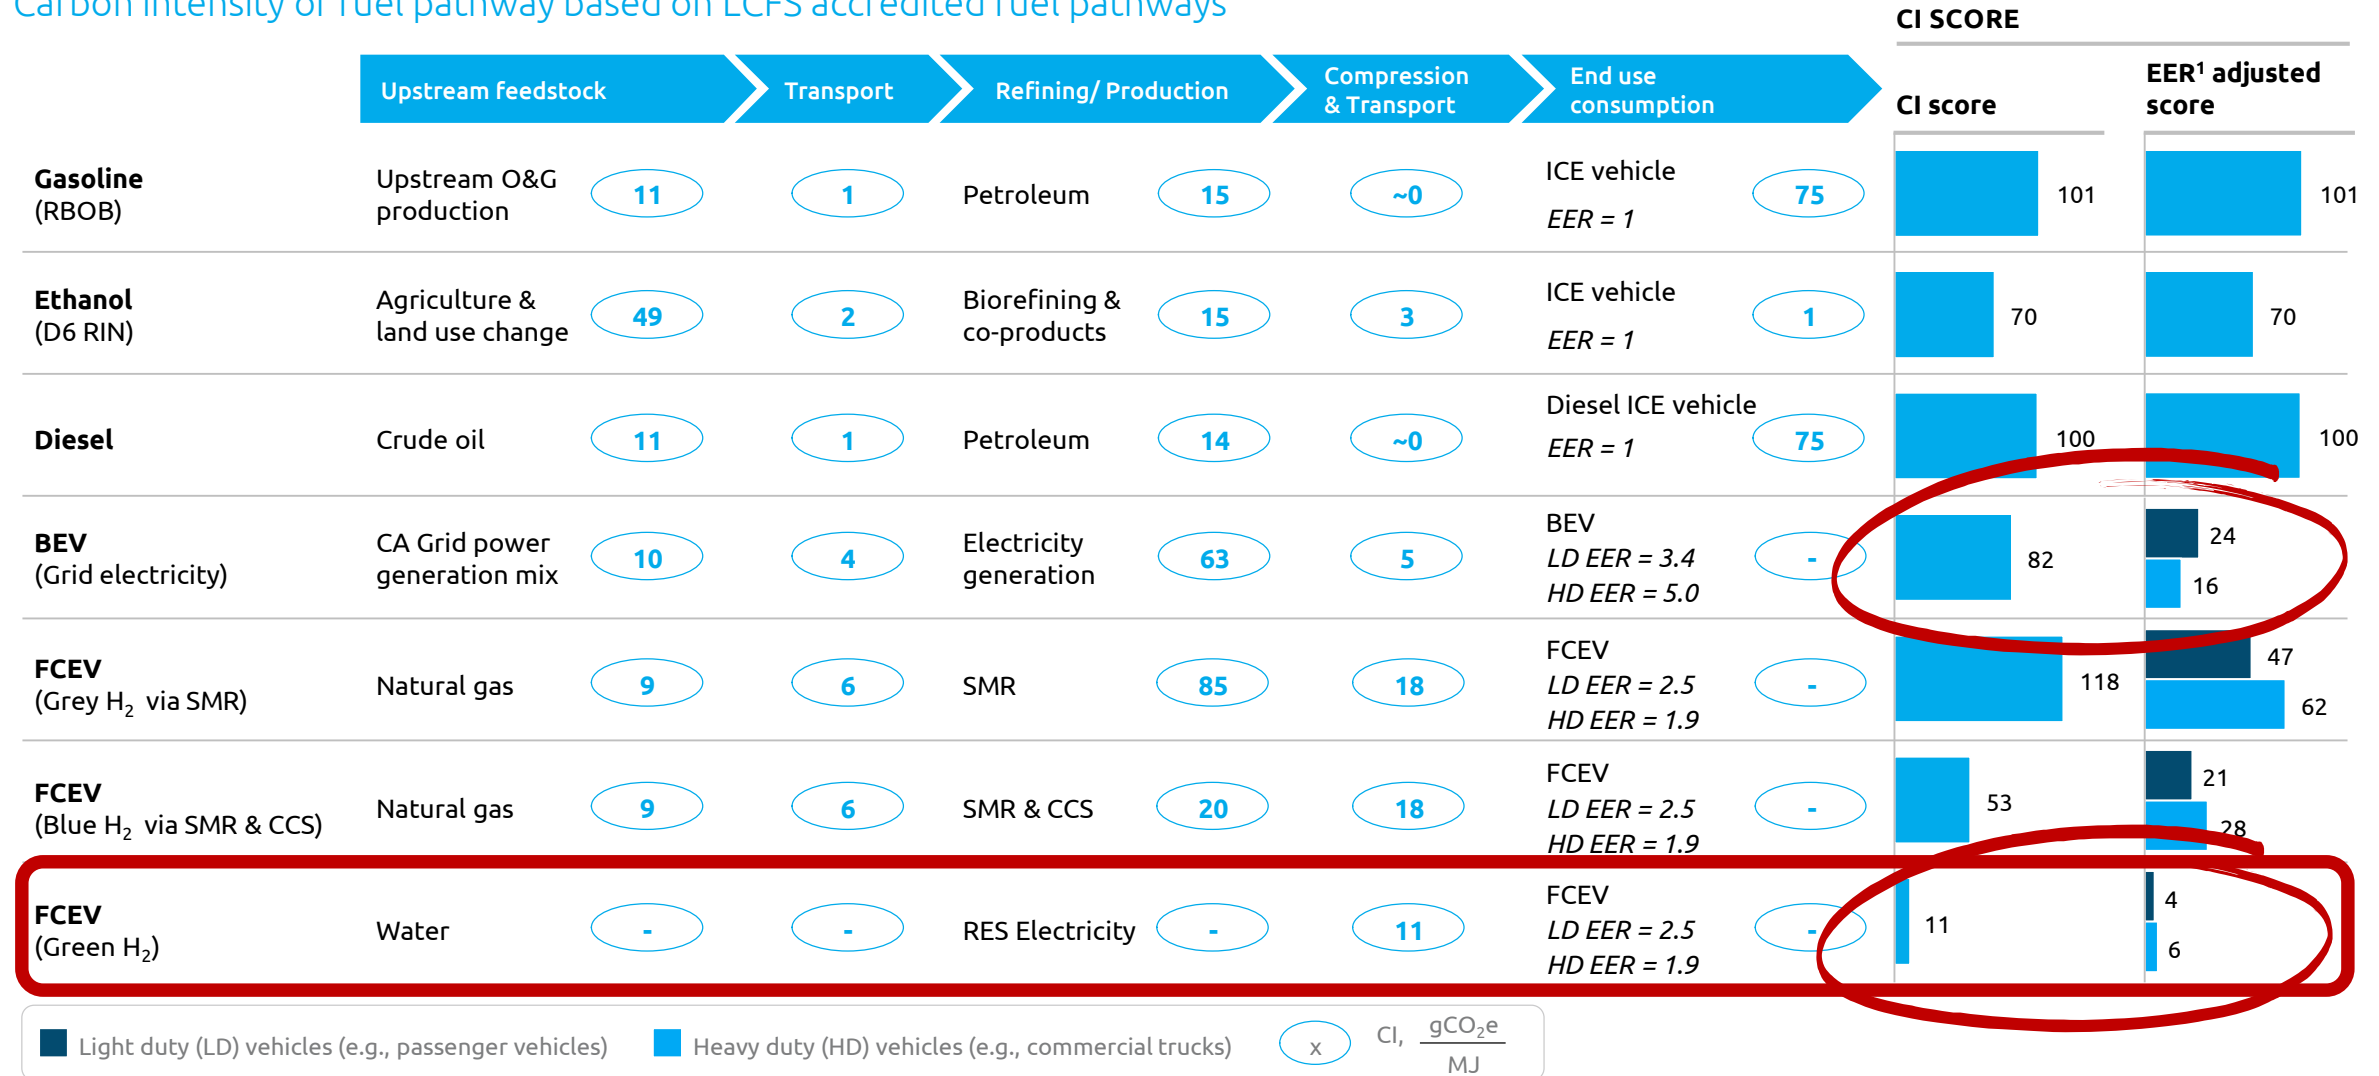 Carbon intensity of fuel pathway based on LCFS accredited fuel pathways
CI SCORE
Upstream feedstock
Transport
Refining/ Production
Compression
& Transport
End use
consumption
CI score
EER¹ adjusted
score
Gasoline
(RBOB)
Upstream O&G
production
11
1
Petroleum
15
~0
ICE vehicle
EER = 1
75
101
101
Ethanol
(D6 RIN)
Agriculture &
land use change
49
2
Biorefining &
co-products
15
3
ICE vehicle
EER = 1
1
70
70
Diesel
Crude oil
11
1
Petroleum
14
~0
Diesel ICE vehicle
EER = 1
75
100
100
BEV
(Grid electricity)
CA Grid power
generation mix
10
4
Electricity
generation
63
5
BEV
LD EER = 3.4
HD EER = 5.0
-
82
24
16
FCEV
(Grey H₂ via SMR)
Natural gas
9
6
SMR
85
18
FCEV
LD EER = 2.5
HD EER = 1.9
-
118
47
62
FCEV
(Blue H₂ via SMR & CCS)
Natural gas
9
6
SMR & CCS
20
18
FCEV
LD EER = 2.5
HD EER = 1.9
-
53
21
28
FCEV
(Green H₂)
Water
-
-
RES Electricity
-
11
FCEV
LD EER = 2.5
HD EER = 1.9
-
11
4
6
Light duty (LD) vehicles (e.g., passenger vehicles)
Heavy duty (HD) vehicles (e.g., commercial trucks)
x
CI, gCO₂e
MJ